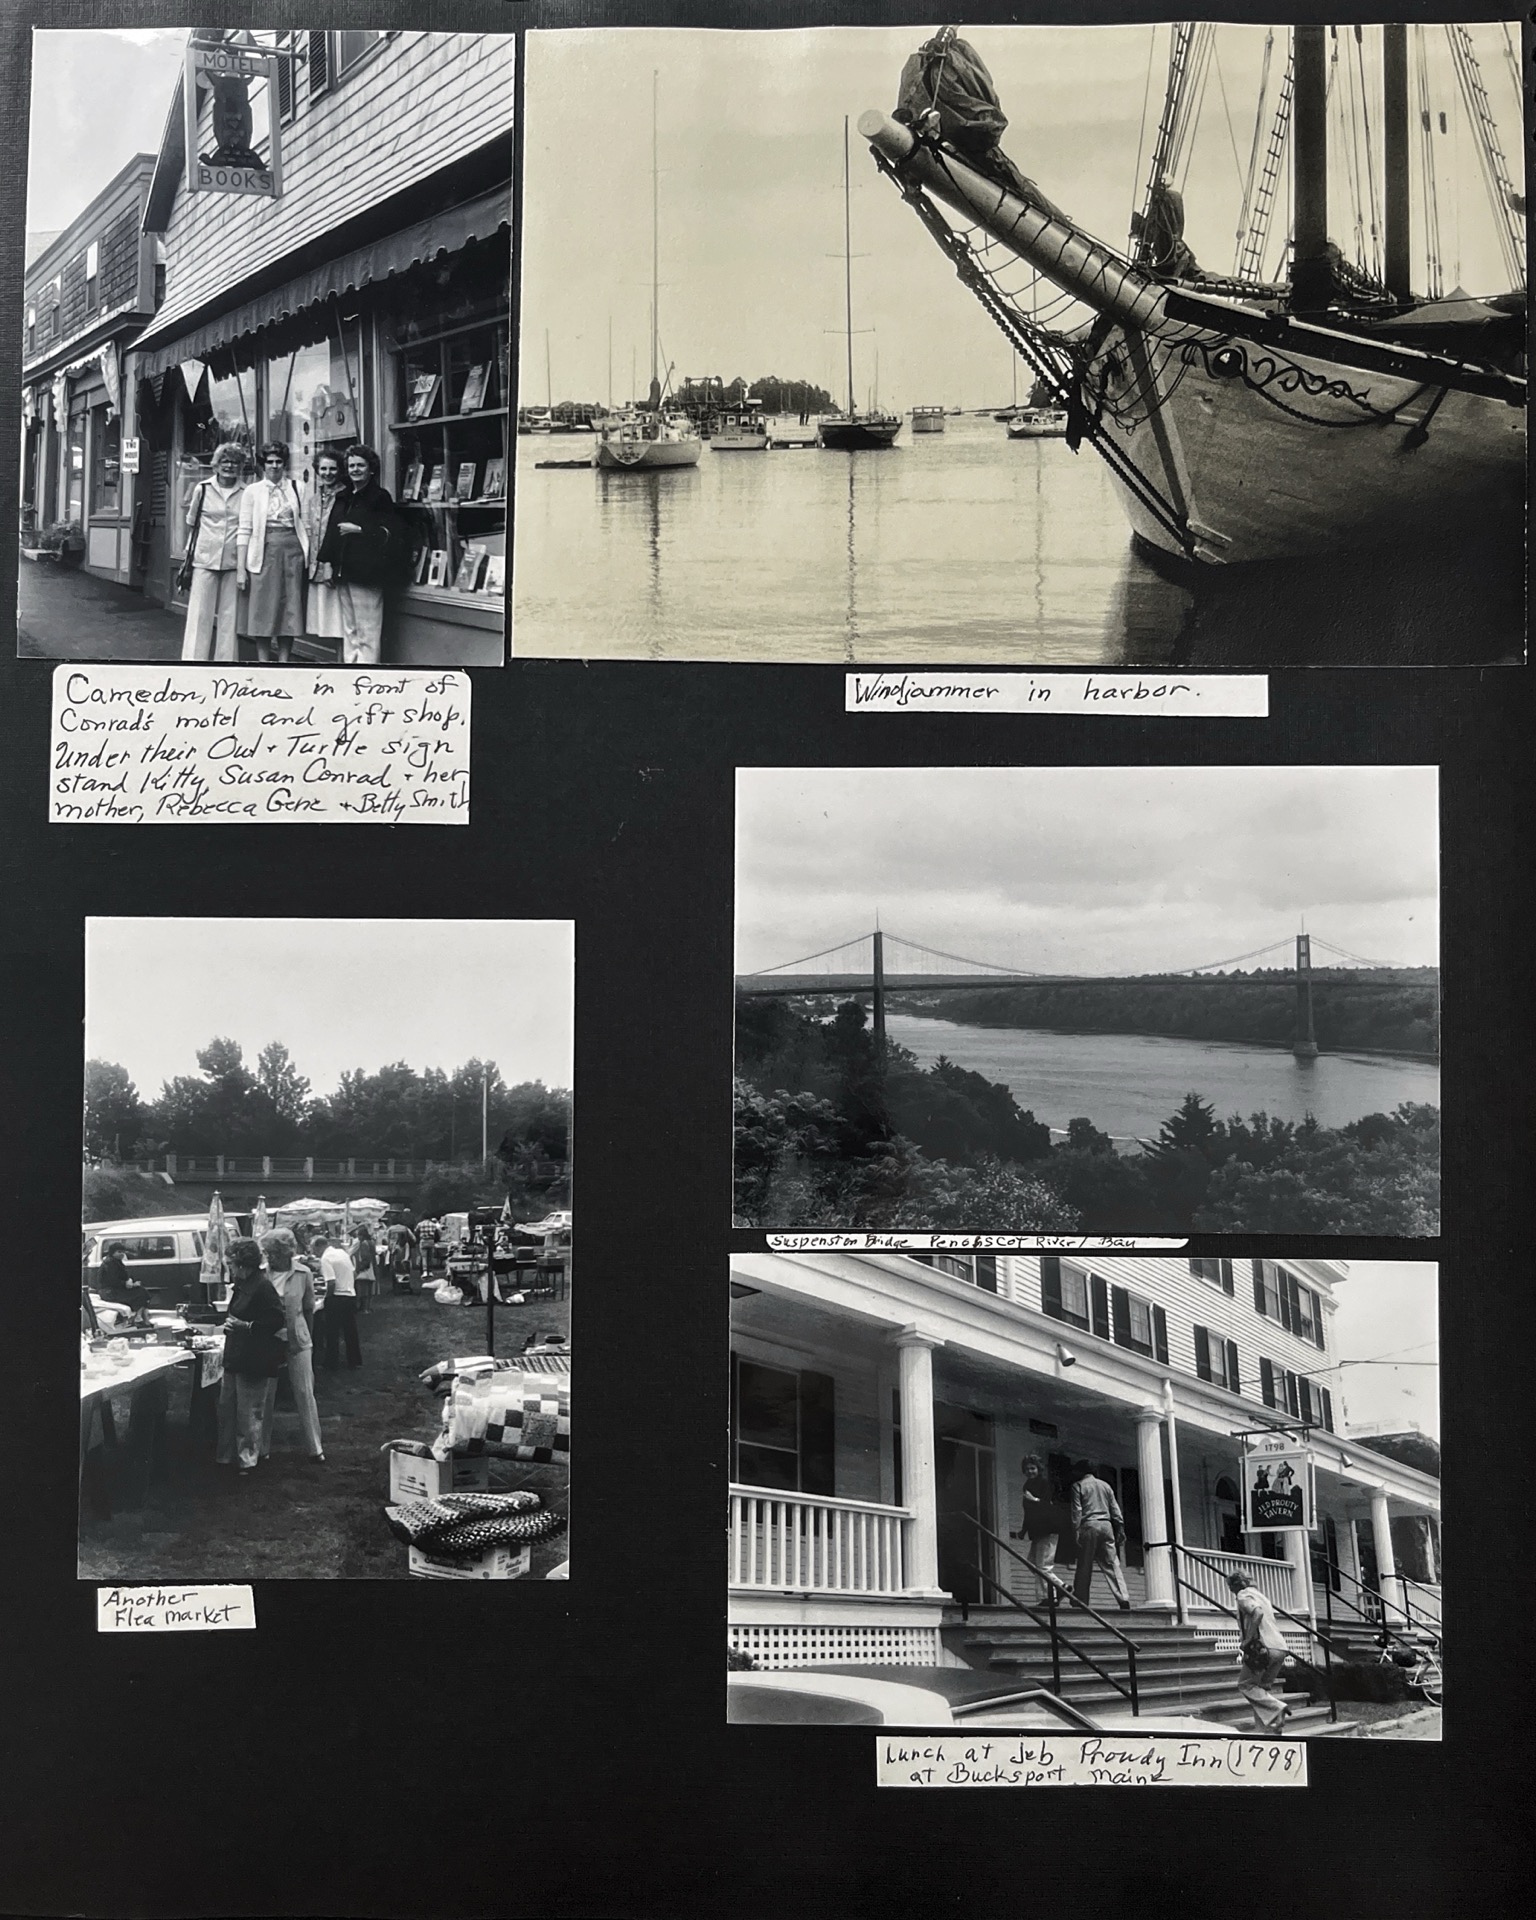 MOTEL
BOOKS
Camedon, Maine in front of
Conrad's motel and gift shop.
Under their Owl + Turtle sign
stand Kitty, Susan Conrad + her
mother, Rebecca Gene + Betty Smith
Windjammer in harbor.
Suspension Bridge Penobscot River/ Bay
Another
Flea market
1798
JED PROUTY
TAVERN
Lunch at Jeb Proudy Inn (1798)
at Bucksport, Maine